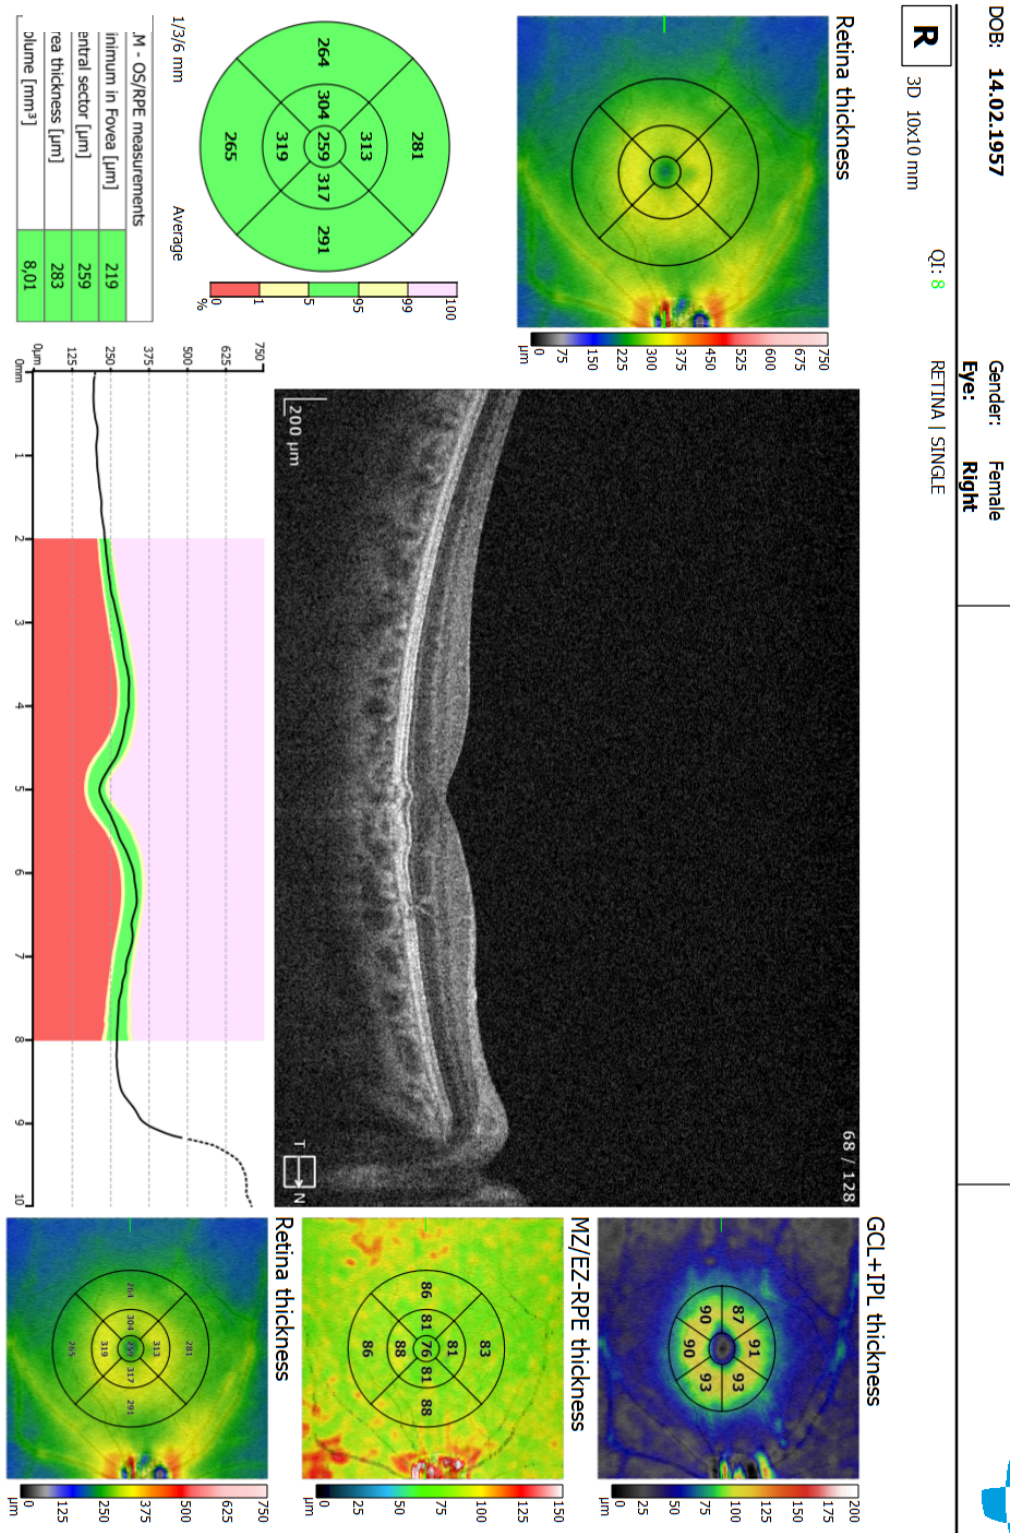 DOB: 14.02.1957
Gender: Female
Eye: Right
R
3D 10x10 mm
QI: 8
RETINA | SINGLE
Retina thickness
0 75 150 225 300 375 450 525 600 675 750
µm
1/3/6 mm
Average
264
304
281
313
259
319
317
265
291
100
99
95
5
1
0
%
.M - OS/RPE measurements
inimum in Fovea [µm] 219
entral sector [µm] 259
rea thickness [µm] 283
olume [mm³] 8,01
68 / 128
200 µm
T N
750
625
500
375
250
125
0µm
0mm 1 2 3 4 5 6 7 8 9 10
GCL+IPL thickness
87
90 91
90 93
93
0 25 50 75 100 125 150 175 200
µm
MZ/EZ-RPE thickness
83
81
86 81 76 81 88
88
86
0 25 50 75 100 125 150
µm
Retina thickness
281
313
264 304 259 317 291
319
265
0 125 250 375 500 625 750
µm